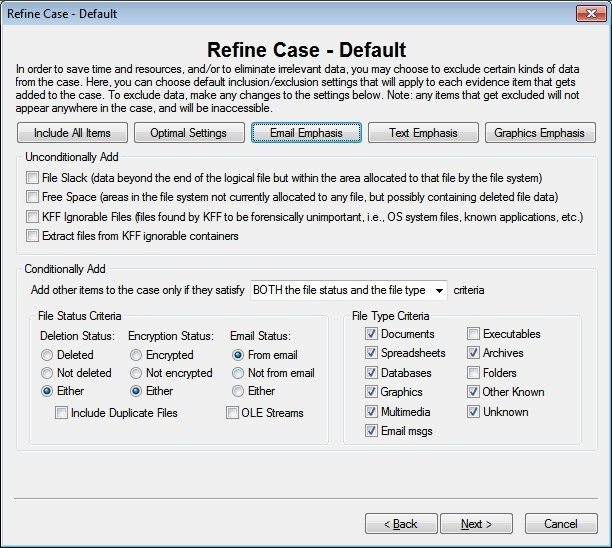 Refine Case - Default
Refine Case - Default
In order to save time and resources, and/or to eliminate irrelevant data, you may choose to exclude certain kinds of data
from the case. Here, you can choose default inclusion/exclusion settings that will apply to each evidence item that gets
added to the case. To exclude data, make any changes to the settings below. Note: any items that get excluded will not
appear anywhere in the case, and will be inaccessible.
Include All Items Optimal Settings Email Emphasis Text Emphasis Graphics Emphasis
Unconditionally Add
File Slack (data beyond the end of the logical file but within the area allocated to that file by the file system)
Free Space (areas in the file system not currently allocated to any file, but possibly containing deleted file data)
KFF Ignorable Files (files found by KFF to be forensically unimportant, i.e., OS system files, known applications, etc.)
Extract files from KFF ignorable containers
Conditionally Add
Add other items to the case only if they satisfy BOTH the file status and the file type criteria
File Status Criteria
Deletion Status: Encryption Status: Email Status:
Deleted Encrypted From email
Not deleted Not encrypted Not from email
Either Either Either
Include Duplicate Files OLE Streams
File Type Criteria
Documents Executables
Spreadsheets Archives
Databases Folders
Graphics Other Known
Multimedia Unknown
Email msgs
< Back Next > Cancel